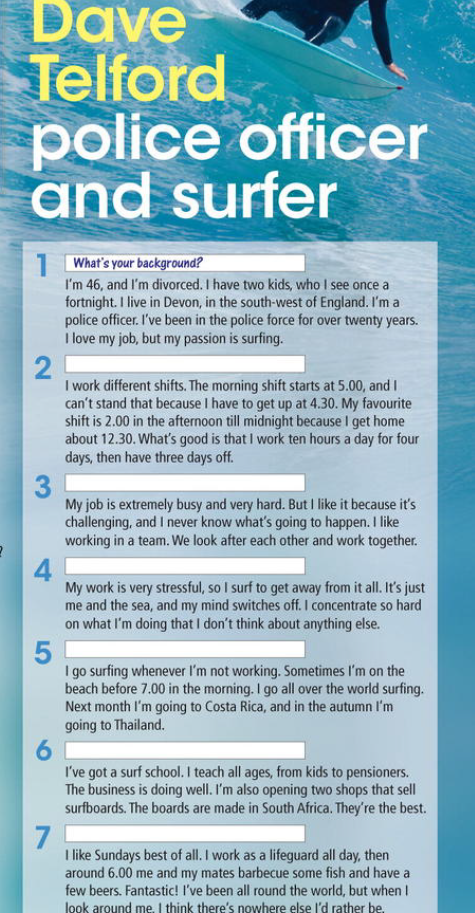 Dave
Telford
police officer
and surfer
1 What's your background?
I'm 46, and I'm divorced. I have two kids, who I see once a
fortnight. I live in Devon, in the south-west of England. I'm a
police officer. I've been in the police force for over twenty years.
I love my job, but my passion is surfing.
2
I work different shifts. The morning shift starts at 5.00, and I
can't stand that because I have to get up at 4.30. My favourite
shift is 2.00 in the afternoon till midnight because I get home
about 12.30. What's good is that I work ten hours a day for four
days, then have three days off.
3
My job is extremely busy and very hard. But I like it because it's
challenging, and I never know what's going to happen. I like
working in a team. We look after each other and work together.
4
My work is very stressful, so I surf to get away from it all. It's just
me and the sea, and my mind switches off. I concentrate so hard
on what I'm doing that I don't think about anything else.
5
I go surfing whenever I'm not working. Sometimes I'm on the
beach before 7.00 in the morning. I go all over the world surfing.
Next month I'm going to Costa Rica, and in the autumn I'm
going to Thailand.
6
I've got a surf school. I teach all ages, from kids to pensioners.
The business is doing well. I'm also opening two shops that sell
surfboards. The boards are made in South Africa. They're the best.
7
I like Sundays best of all. I work as a lifeguard all day, then
around 6.00 me and my mates barbecue some fish and have a
few beers. Fantastic! I've been all round the world, but when I
look around me, I think there's nowhere else I'd rather be.